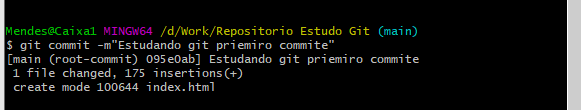 Mendes@Caixa1 MINGW64 /d/Work/Repositorio Estudo Git (main)
$ git commit -m"Estudando git priemiro commite"
[main (root-commit) 095e0ab] Estudando git priemiro commite
 1 file changed, 175 insertions(+)
 create mode 100644 index.html